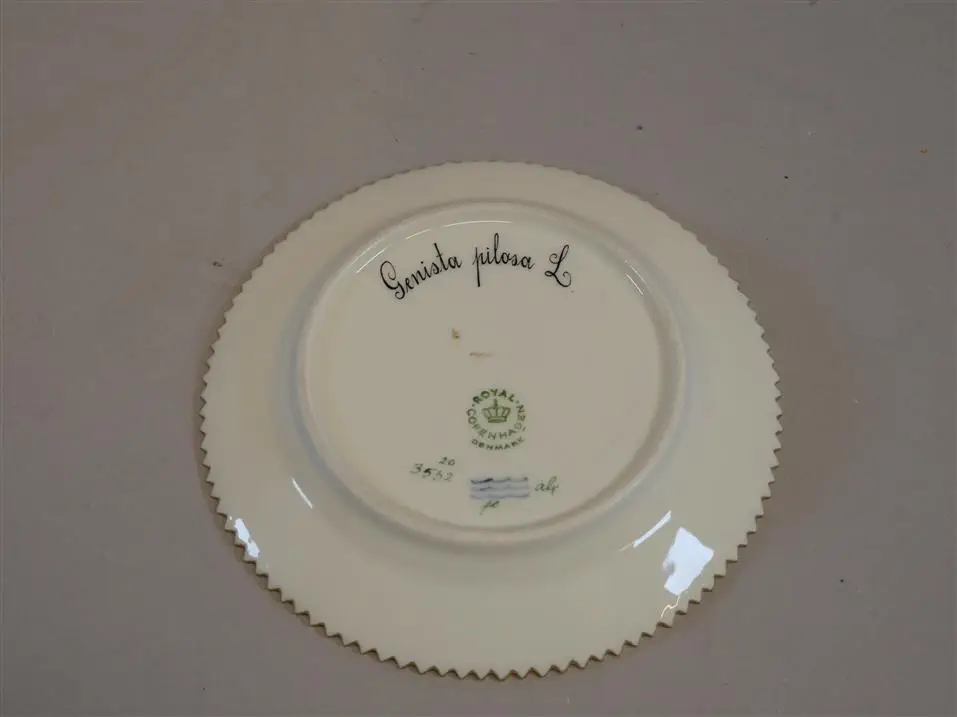 Genista pilosa L
ROYAL
COPENHAGEN
DENMARK
20
3552